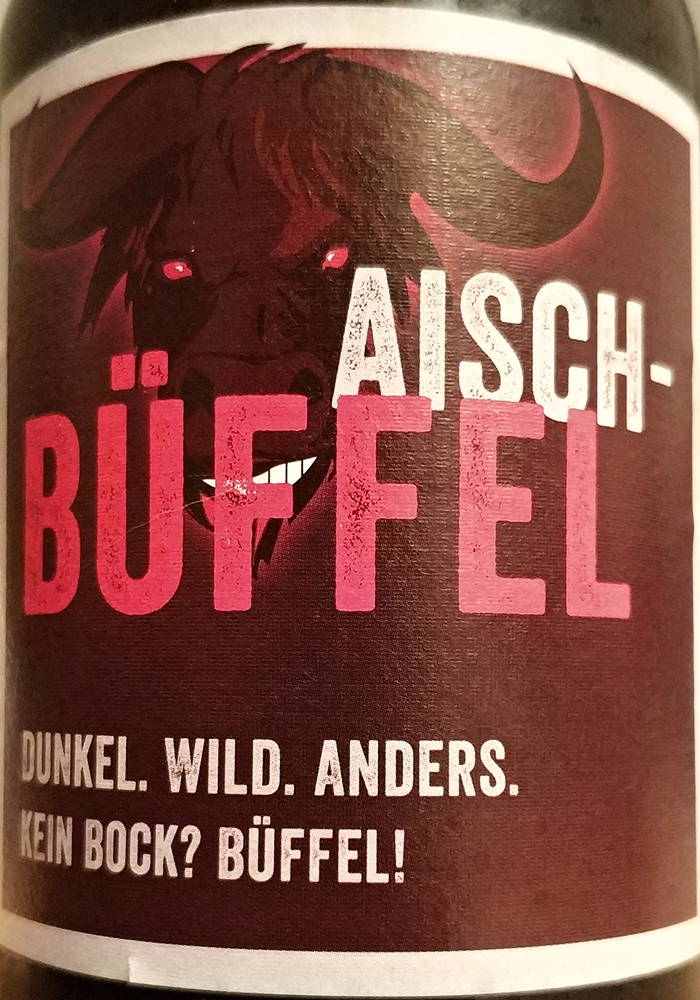 AISCH-
BÜFFEL
DUNKEL. WILD. ANDERS.
KEIN BOCK? BÜFFEL!